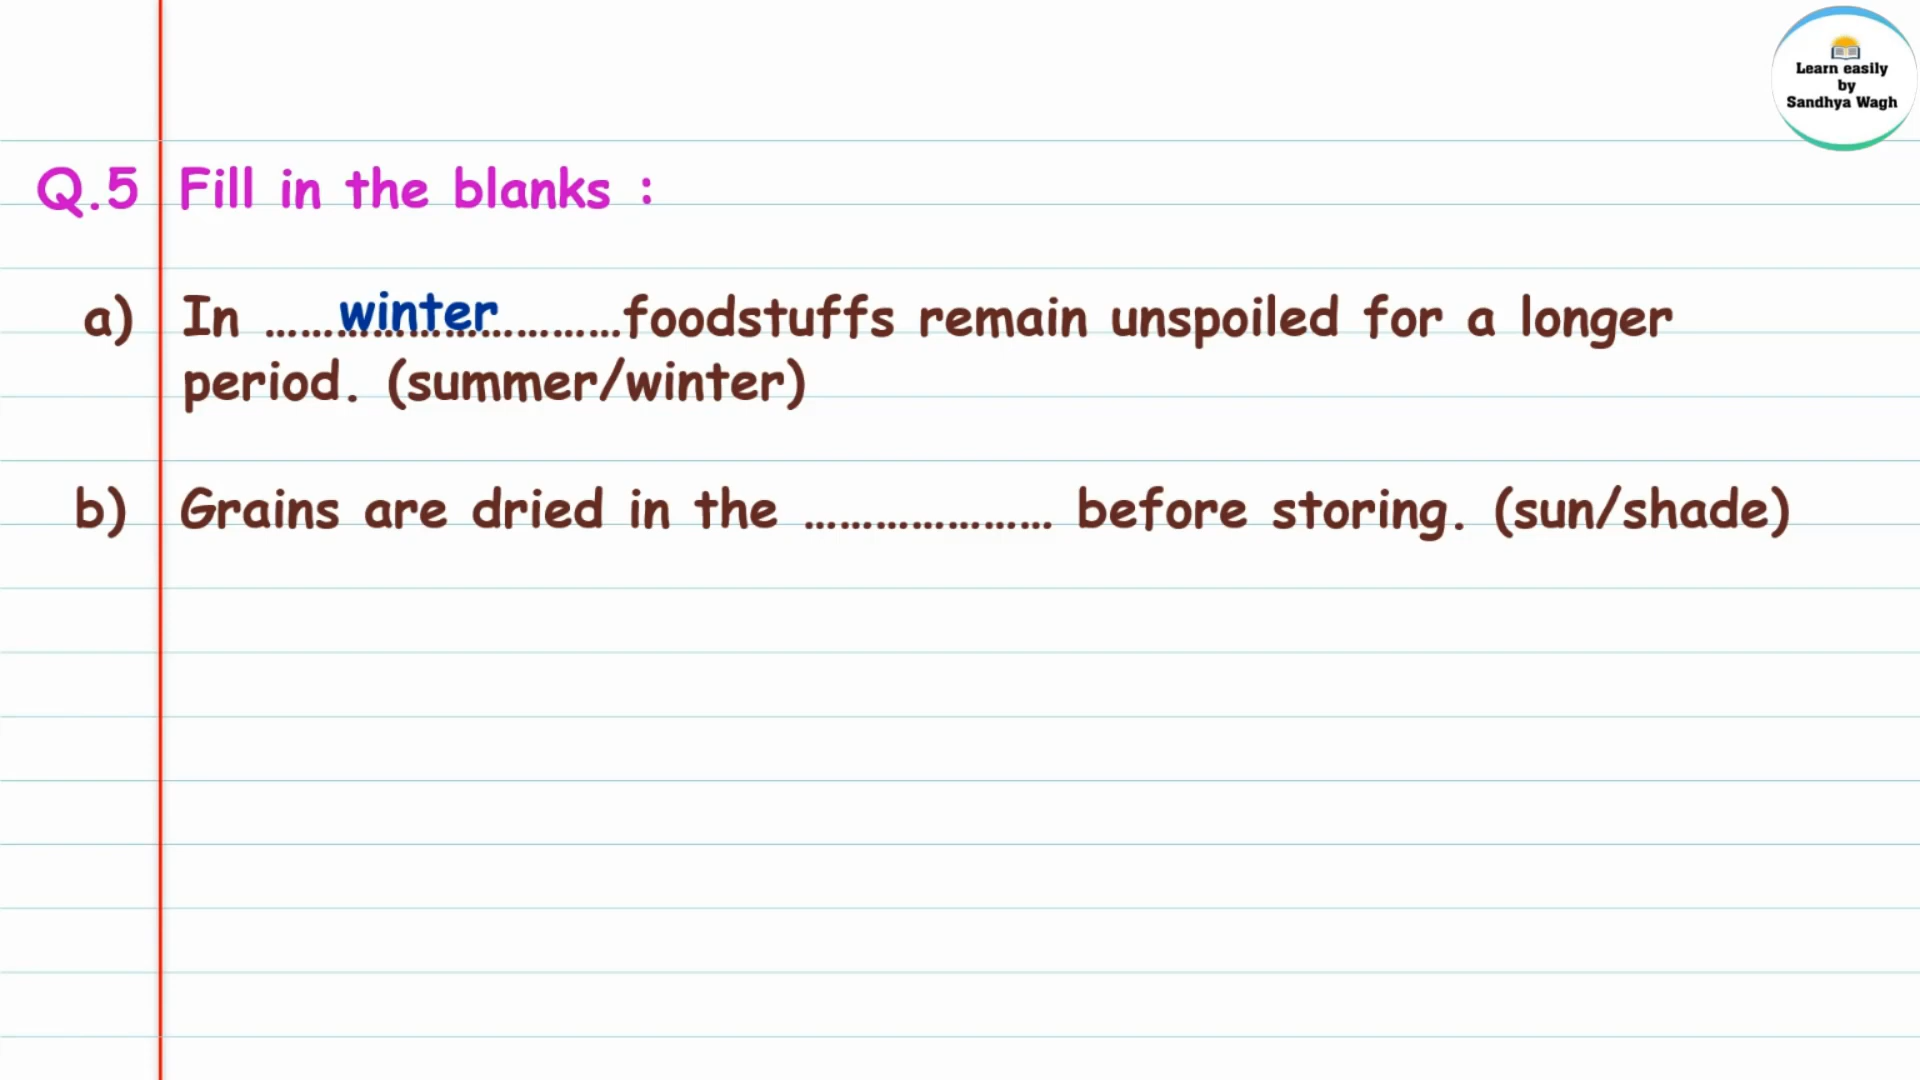 Learn easily
by
Sandhya Wagh
Q.5 Fill in the blanks :
a) In ......winter............foodstuffs remain unspoiled for a longer
period. (summer/winter)
b) Grains are dried in the ..................... before storing. (sun/shade)